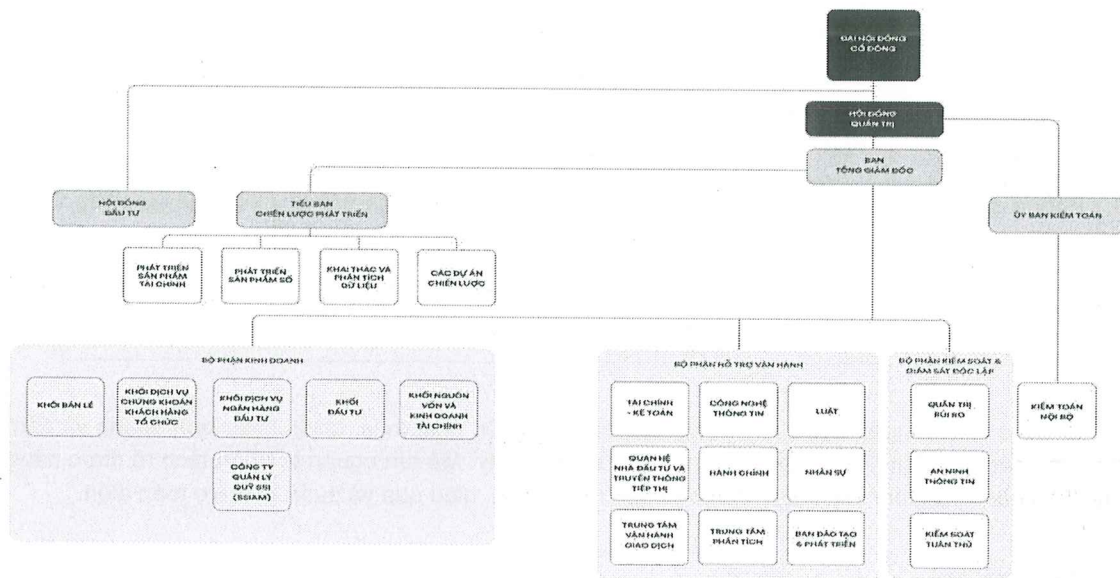 ĐẠI HỘI ĐỒNG
CỔ ĐÔNG
HỘI ĐỒNG
QUẢN TRỊ
BAN
TỔNG GIÁM ĐỐC
HỘI ĐỒNG
ĐẦU TƯ
TIỂU BAN
CHIẾN LƯỢC PHÁT TRIỂN
ỦY BAN KIỂM TOÁN
PHÁT TRIỂN
SẢN PHẨM
TÀI CHÍNH
PHÁT TRIỂN
SẢN PHẨM SỐ
KHAI THÁC VÀ
PHÂN TÍCH
DỮ LIỆU
CÁC DỰ ÁN
CHIẾN LƯỢC
BỘ PHẬN KINH DOANH
KHỐI BÁN LẺ
KHỐI DỊCH VỤ
CHỨNG KHOÁN
KHÁCH HÀNG
TỔ CHỨC
KHỐI DỊCH VỤ
NGÂN HÀNG
ĐẦU TƯ
KHỐI
ĐẦU TƯ
KHỐI NGUỒN
VỐN VÀ
KINH DOANH
TÀI CHÍNH
CÔNG TY
QUẢN LÝ
QUỸ SSI
(SSIAM)
BỘ PHẬN HỖ TRỢ VẬN HÀNH
TÀI CHÍNH
- KẾ TOÁN
CÔNG NGHỆ
THÔNG TIN
LUẬT
QUAN HỆ
NHÀ ĐẦU TƯ VÀ
TRUYỀN THÔNG
TIẾP THỊ
HÀNH CHÍNH
NHÂN SỰ
TRUNG TÂM
VẬN HÀNH
GIAO DỊCH
TRUNG TÂM
PHÂN TÍCH
BAN ĐÀO TẠO
& PHÁT TRIỂN
BỘ PHẬN KIỂM SOÁT &
GIÁM SÁT ĐỘC LẬP
QUẢN TRỊ
RỦI RO
AN NINH
THÔNG TIN
KIỂM SOÁT
TUÂN THỦ
KIỂM TOÁN
NỘI BỘ